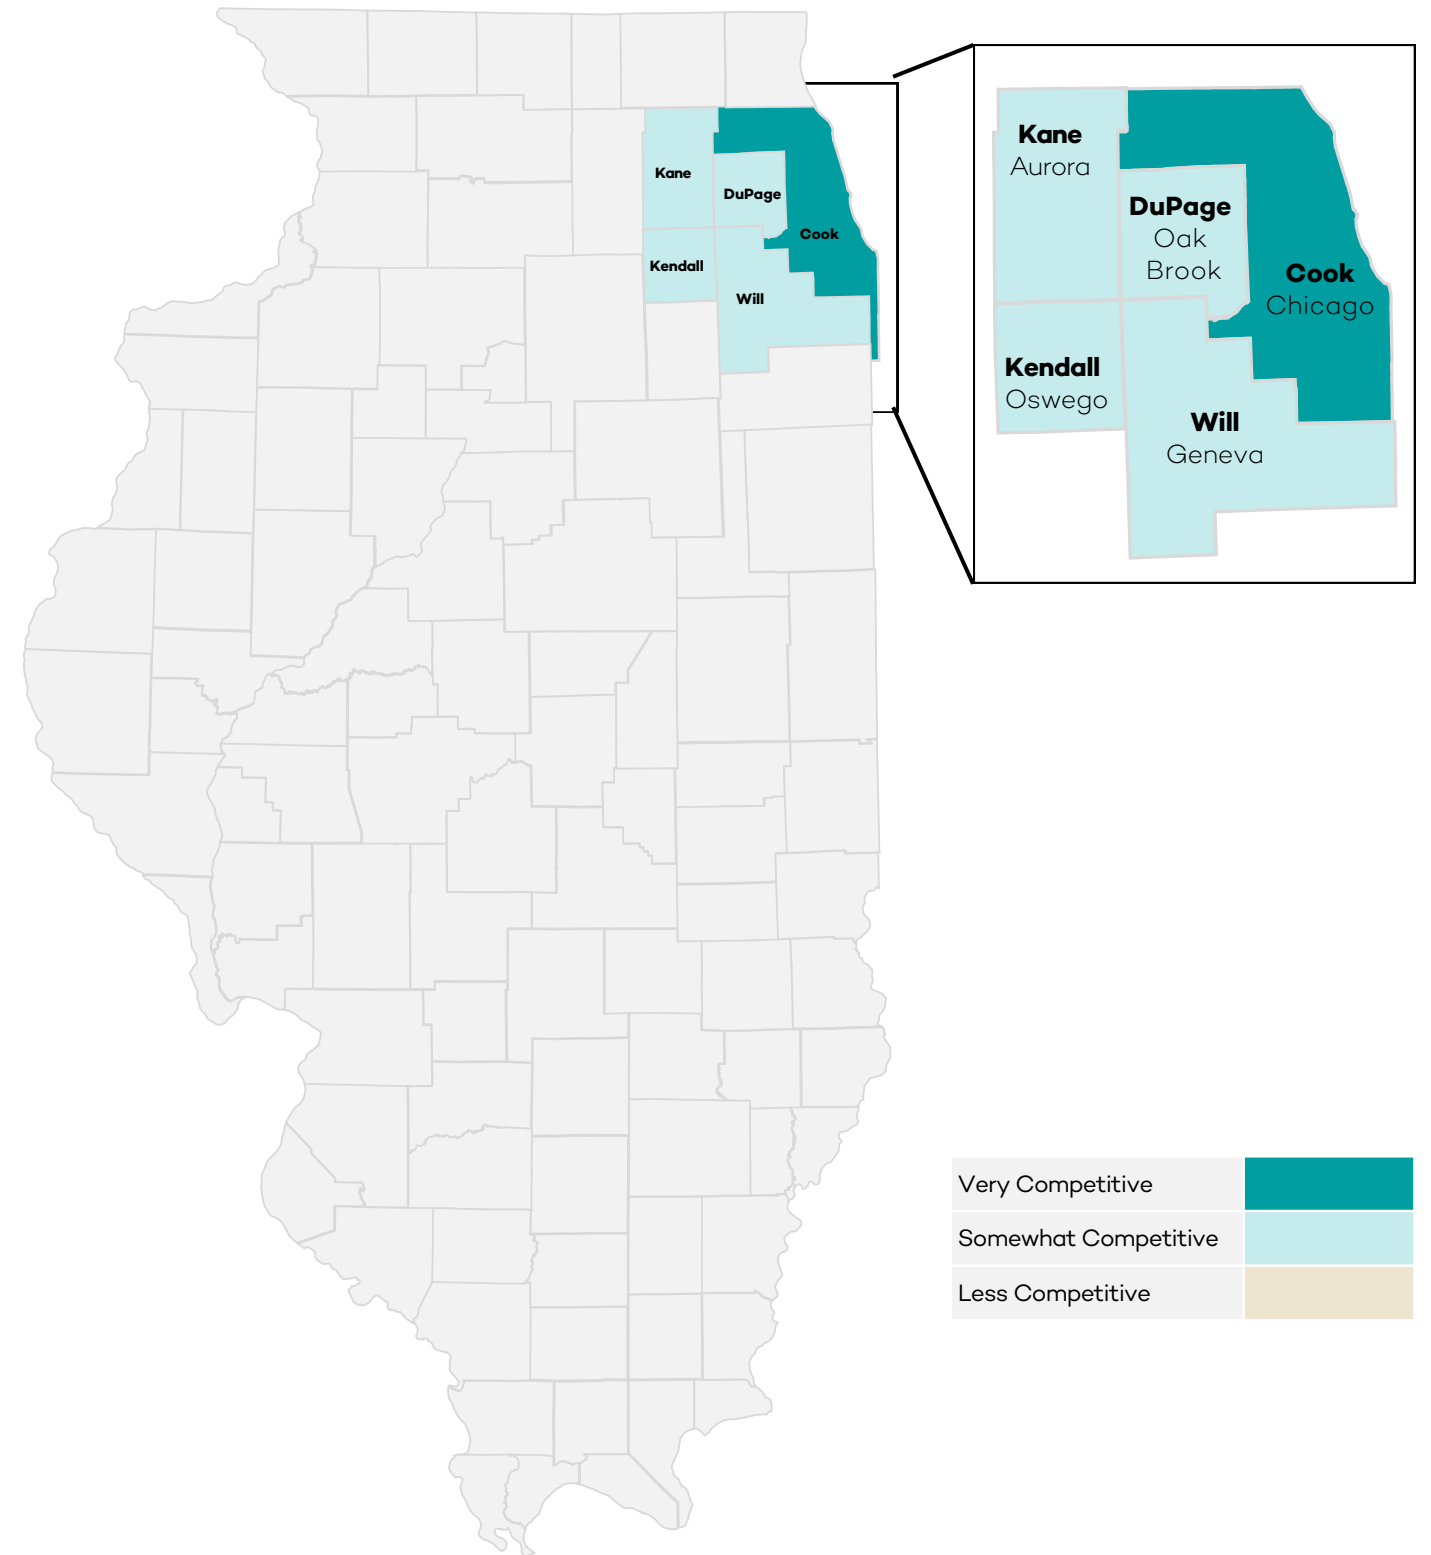 Kane
DuPage
Cook
Kendall
Will
Kane
Aurora
DuPage
Oak
Brook
Cook
Chicago
Kendall
Oswego
Will
Geneva
Very Competitive
Somewhat Competitive
Less Competitive